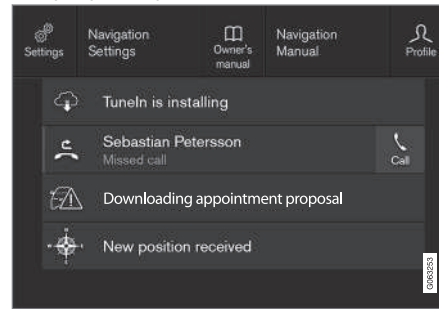 Settings
Navigation
Settings
Owner's
manual
Navigation
Manual
Profile
TuneIn is installing
Sebastian Petersson
Missed call
Call
Downloading appointment proposal
New position received
G063253